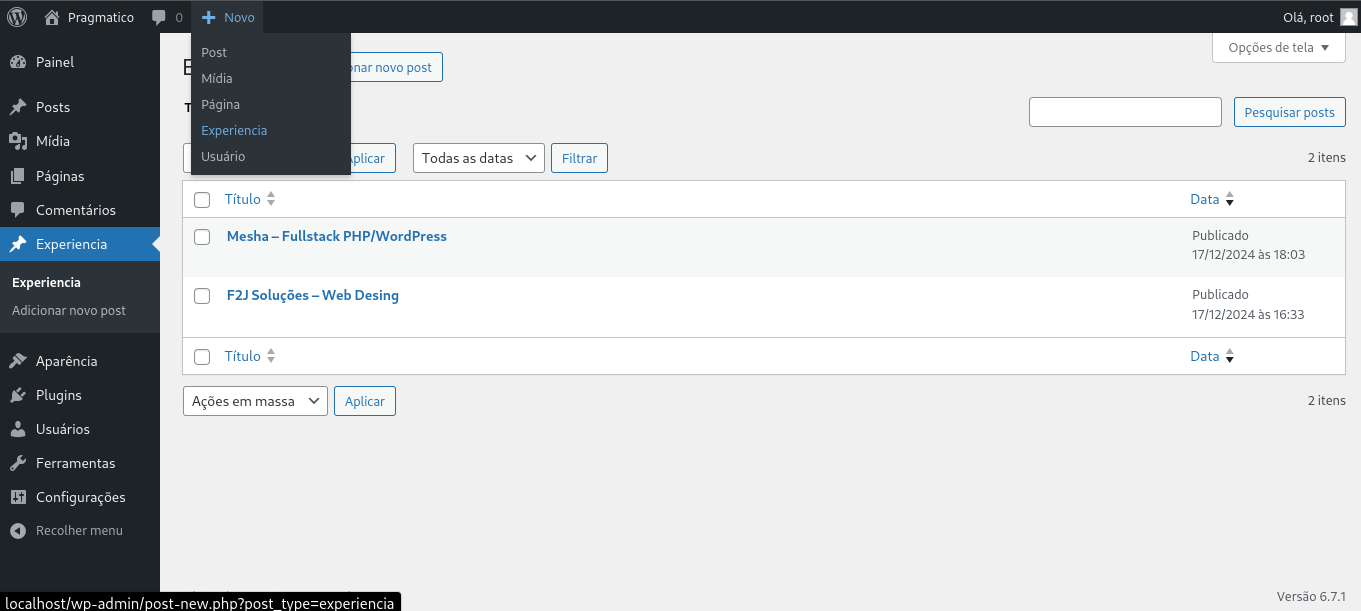 Pragmatico 0 Novo Olá, root
Post
Mídia
Página
Experiencia
Usuário
Painel
Posts
Mídia
Páginas
Comentários
Experiencia
Experiencia
Adicionar novo post
Aparência
Plugins
Usuários
Ferramentas
Configurações
Recolher menu
Opções de tela
novo post
Pesquisar posts
Aplicar Todas as datas Filtrar 2 itens
Título Data
Mesha – Fullstack PHP/WordPress Publicado
17/12/2024 às 18:03
F2J Soluções – Web Desing Publicado
17/12/2024 às 16:33
Título Data
Ações em massa Aplicar 2 itens
Versão 6.7.1
localhost/wp-admin/post-new.php?post_type=experiencia